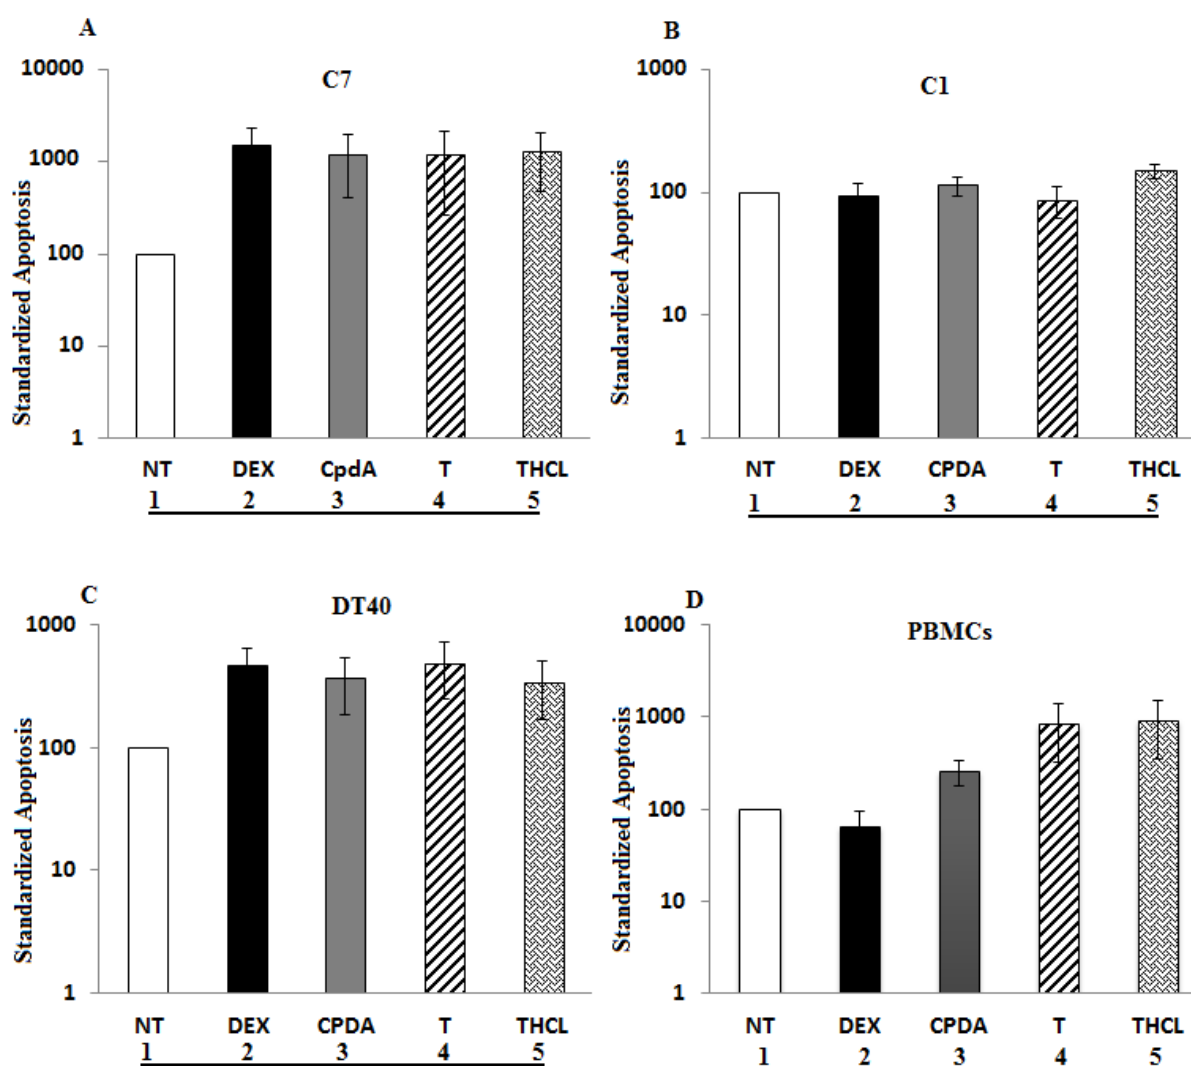 A
C7
Standardized Apoptosis
10000
1000
100
10
1
NT DEX CpdA T THCL
1 2 3 4 5
B
C1
Standardized Apoptosis
1000
100
10
1
NT DEX CPDA T THCL
1 2 3 4 5
C
DT40
Standardized Apoptosis
1000
100
10
1
NT DEX CPDA T THCL
1 2 3 4 5
D
PBMCs
Standardized Apoptosis
10000
1000
100
10
1
NT DEX CPDA T THCL
1 2 3 4 5